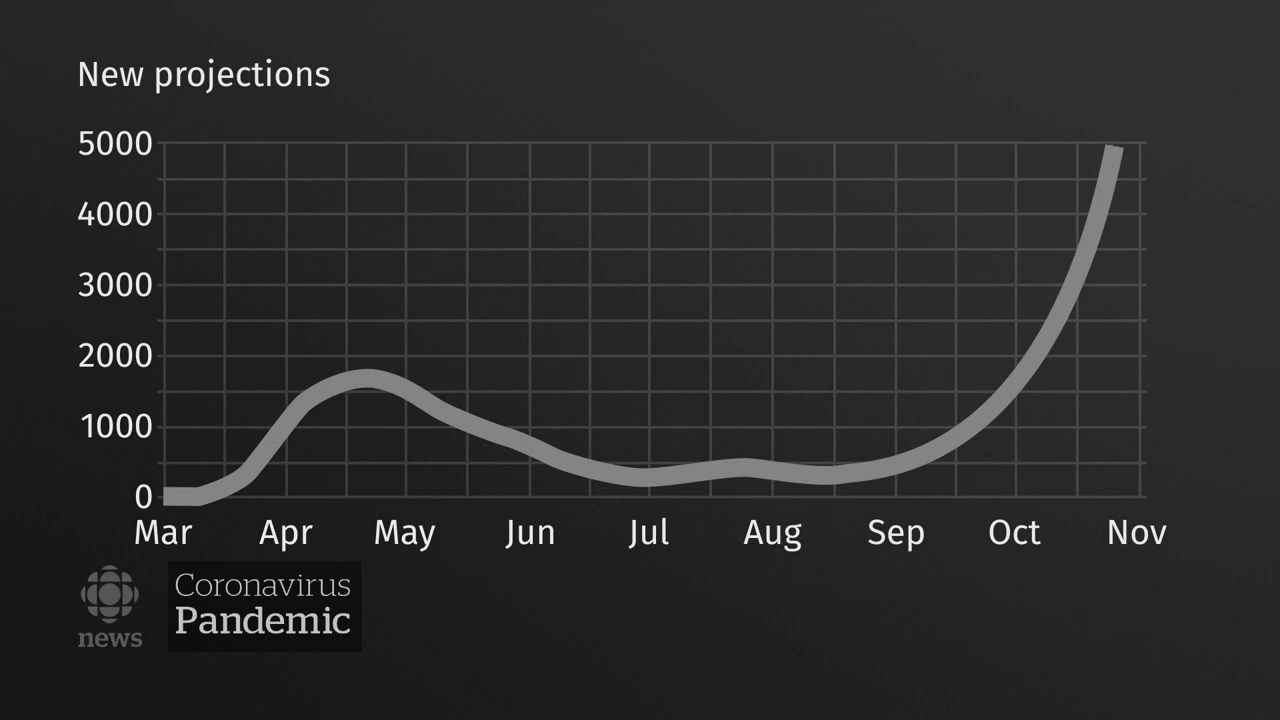 New projections
5000
4000
3000
2000
1000
0
Mar Apr May Jun Jul Aug Sep Oct Nov
news
Coronavirus
Pandemic